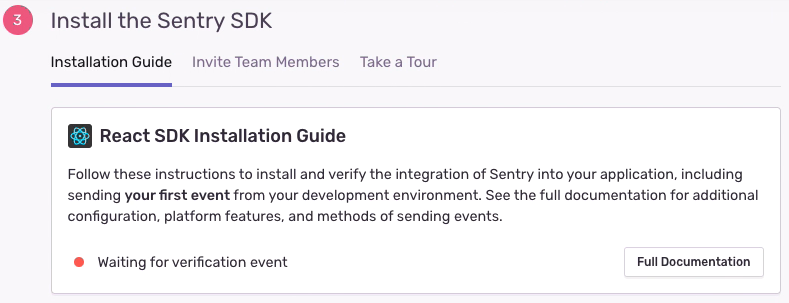 3
Install the Sentry SDK
Installation Guide Invite Team Members Take a Tour
React SDK Installation Guide
Follow these instructions to install and verify the integration of Sentry into your application, including
sending your first event from your development environment. See the full documentation for additional
configuration, platform features, and methods of sending events.
Waiting for verification event
Full Documentation